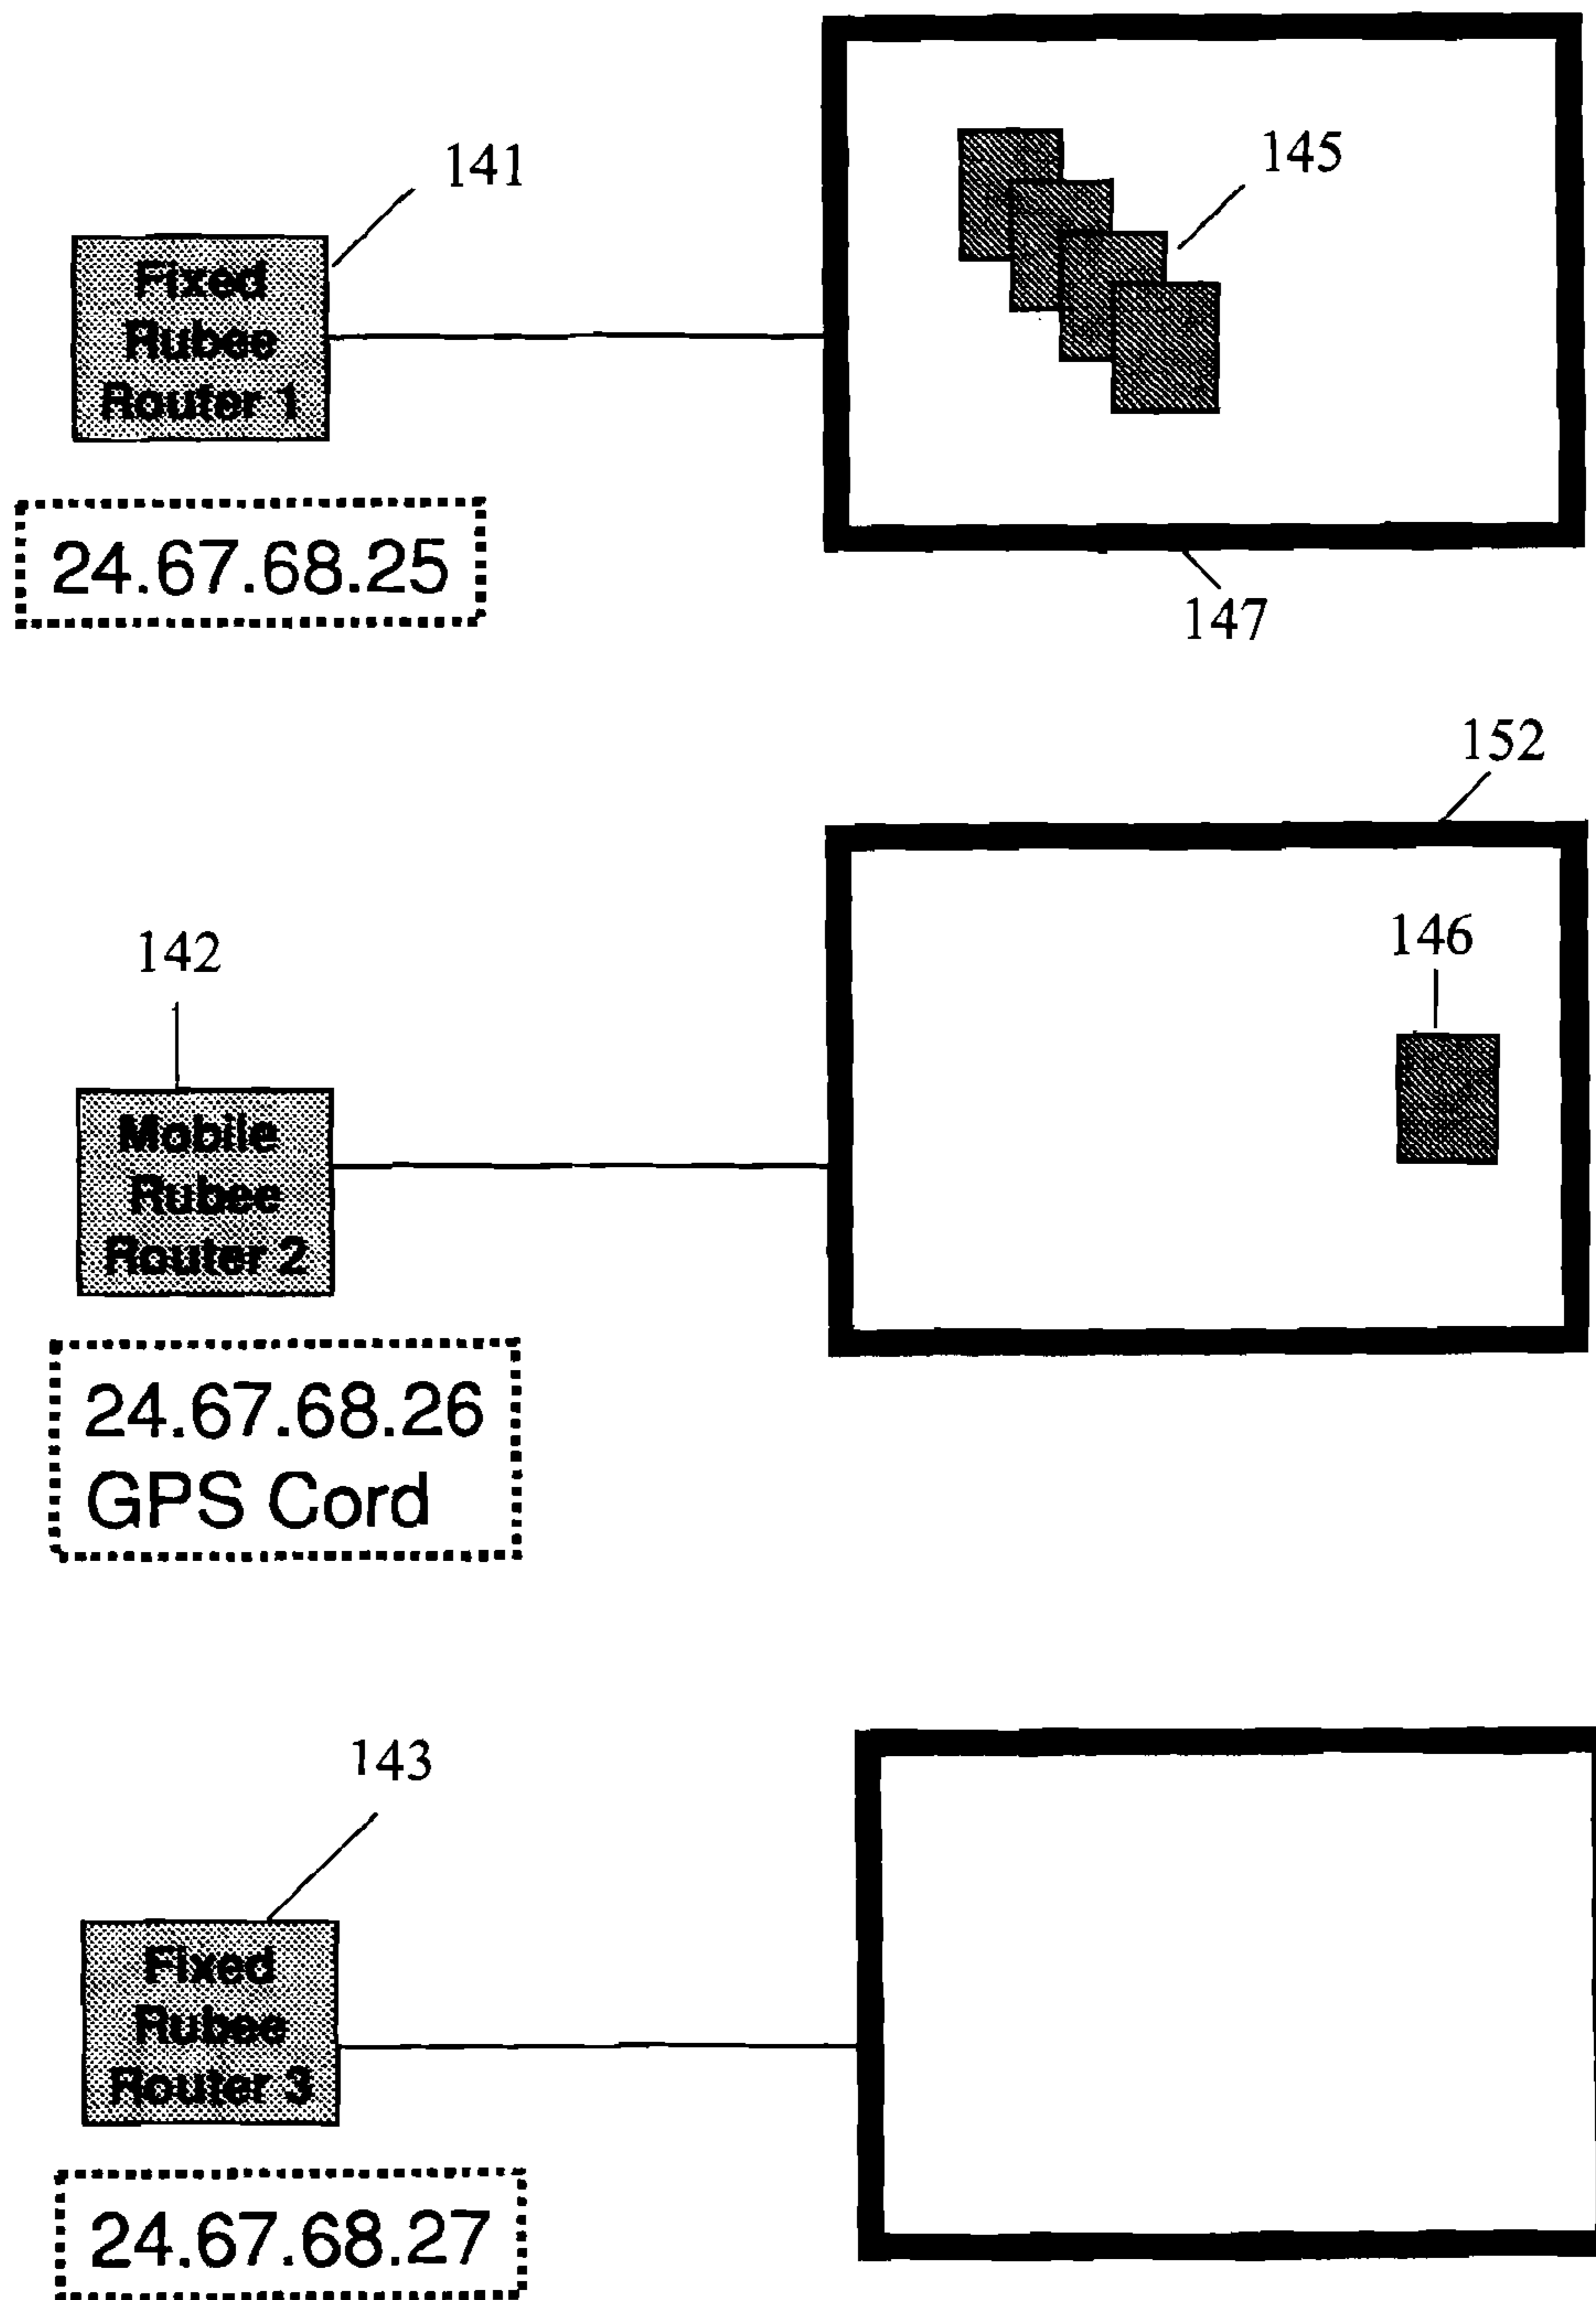 141
145
Fixed
Rubee
Router 1
24.67.68.25
147
152
142
146
Mobile
Rubee
Router 2
24.67.68.26
GPS Cord
143
Fixed
Rubee
Router 3
24.67.68.27